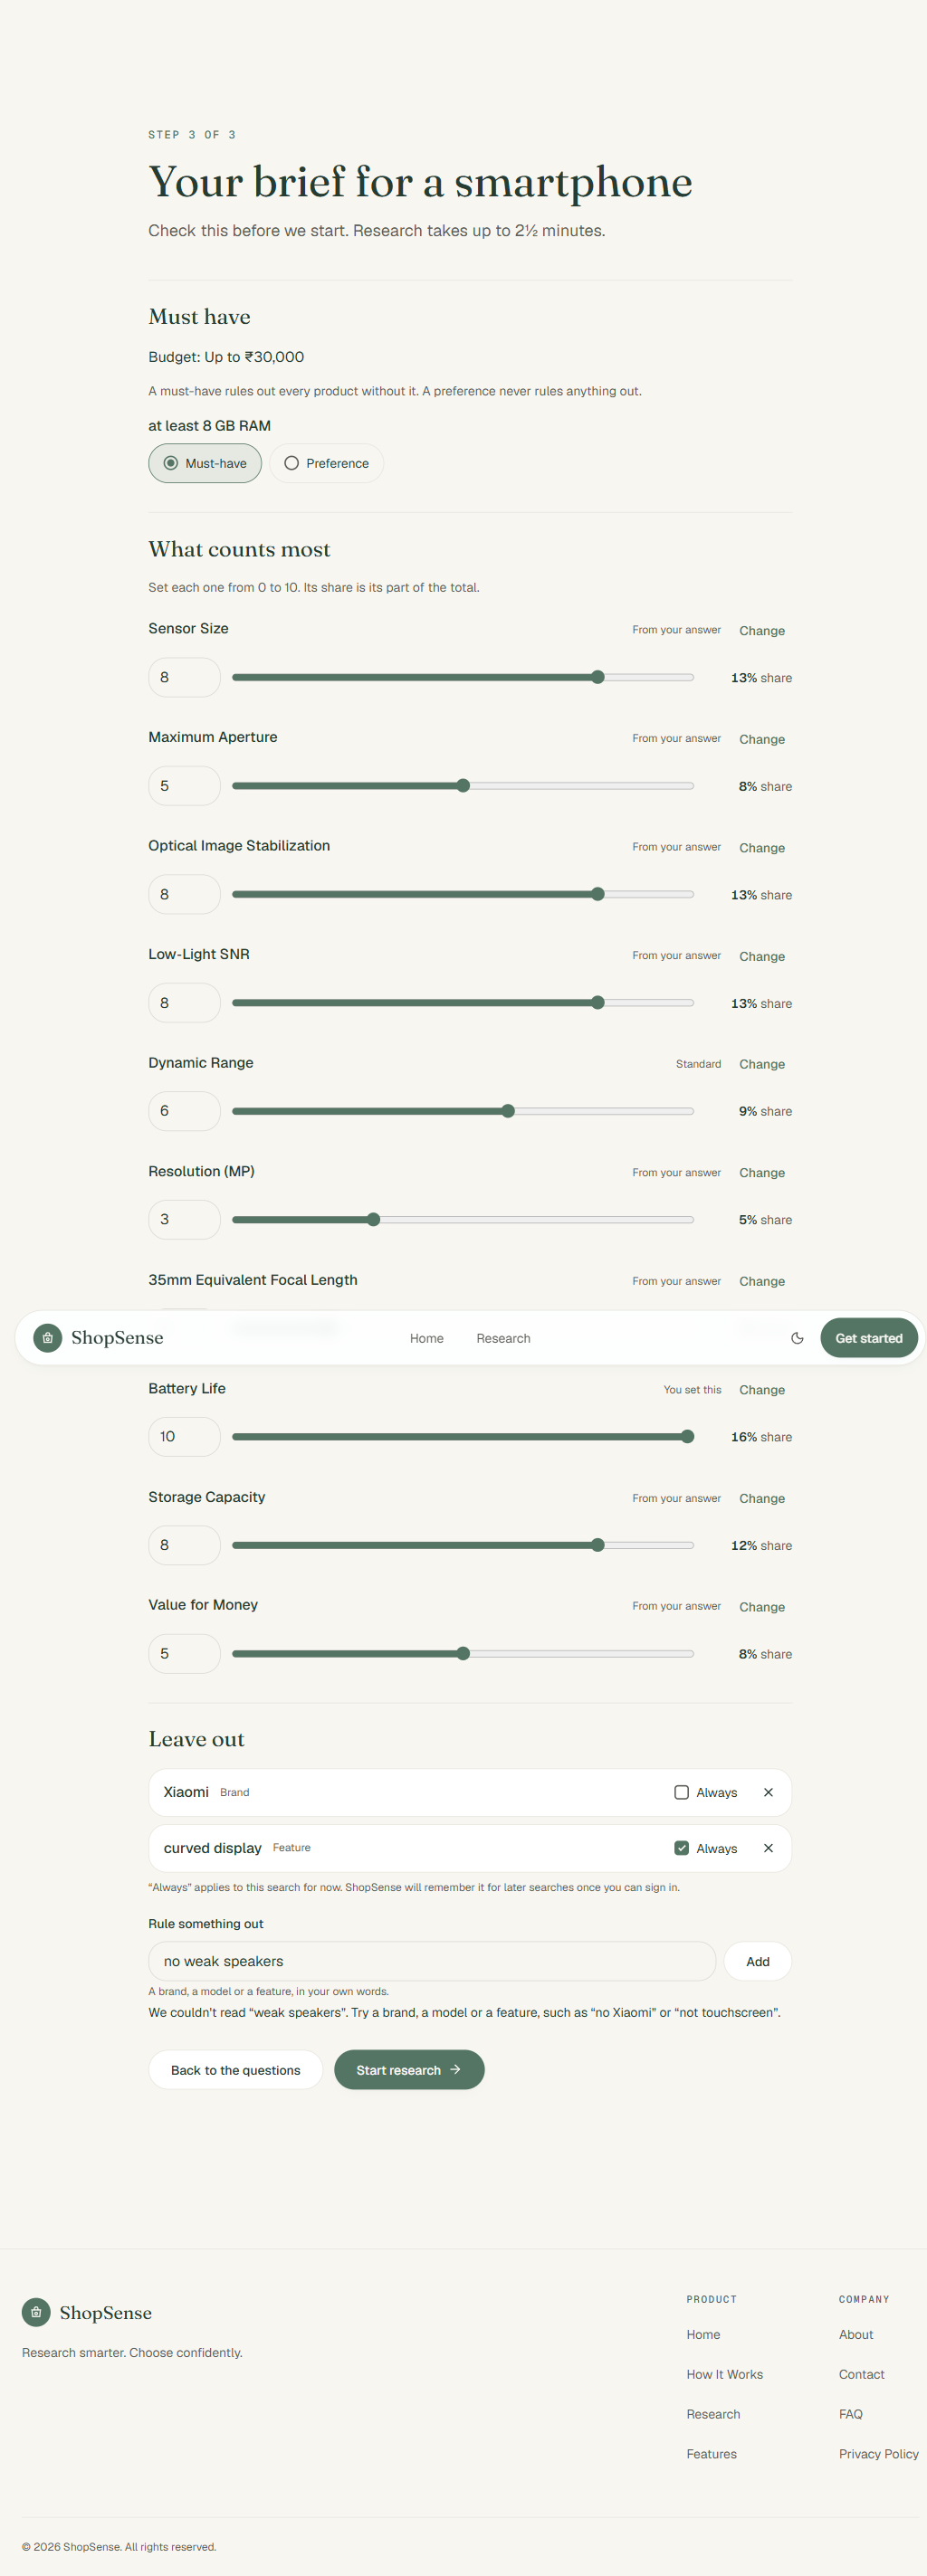 STEP 3 OF 3
Your brief for a smartphone
Check this before we start. Research takes up to 2½ minutes.
Must have
Budget: Up to ₹30,000
A must-have rules out every product without it. A preference never rules anything out.
at least 8 GB RAM
Must-have Preference
What counts most
Set each one from 0 to 10. Its share is its part of the total.
Sensor Size From your answer Change
8 13% share
Maximum Aperture From your answer Change
5 8% share
Optical Image Stabilization From your answer Change
8 13% share
Low-Light SNR From your answer Change
8 13% share
Dynamic Range Standard Change
6 9% share
Resolution (MP) From your answer Change
3 5% share
35mm Equivalent Focal Length From your answer Change
ShopSense Home Research Get started
Battery Life You set this Change
10 16% share
Storage Capacity From your answer Change
8 12% share
Value for Money From your answer Change
5 8% share
Leave out
Xiaomi Brand Always
curved display Feature Always
“Always” applies to this search for now. ShopSense will remember it for later searches once you can sign in.
Rule something out
no weak speakers Add
A brand, a model or a feature, in your own words.
We couldn't read “weak speakers”. Try a brand, a model or a feature, such as “no Xiaomi” or “not touchscreen”.
Back to the questions Start research →
ShopSense
Research smarter. Choose confidently.
PRODUCT
Home
How It Works
Research
Features
COMPANY
About
Contact
FAQ
Privacy Policy
© 2026 ShopSense. All rights reserved.